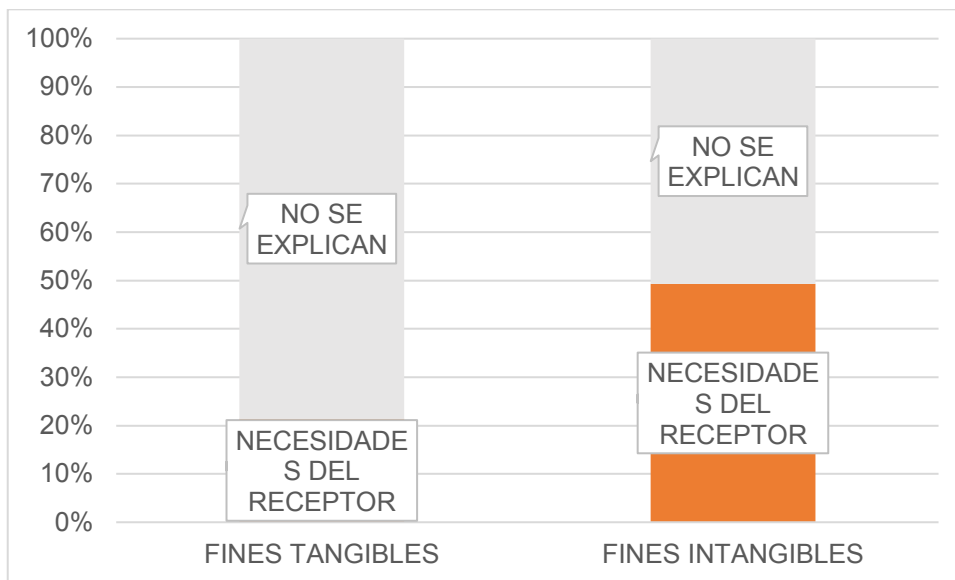 100%
90%
80%
70%
60%
50%
40%
30%
20%
10%
0%
NO SE
EXPLICAN
NECESIDADE
S DEL
RECEPTOR
NO SE
EXPLICAN
NECESIDADE
S DEL
RECEPTOR
FINES TANGIBLES
FINES INTANGIBLES